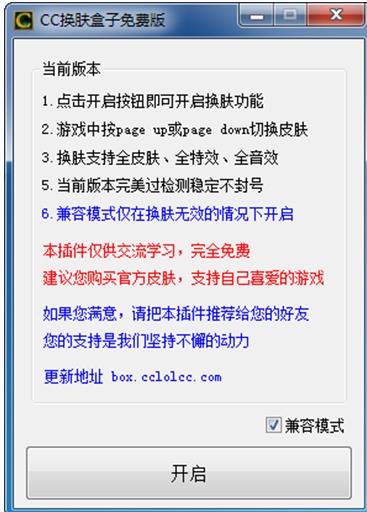 CC换肤盒子免费版
当前版本
1.点击开启按钮即可开启换肤功能
2.游戏中按page up或page down切换皮肤
3.换肤支持全皮肤、全特效、全音效
5.当前版本完美过检测稳定不封号
6.兼容模式仅在换肤无效的情况下开启
本插件仅供交流学习，完全免费
建议您购买官方皮肤，支持自己喜爱的游戏
如果您满意，请把本插件推荐给您的好友
您的支持是我们坚持不懈的动力
更新地址 box.cclolcc.com
兼容模式
开启